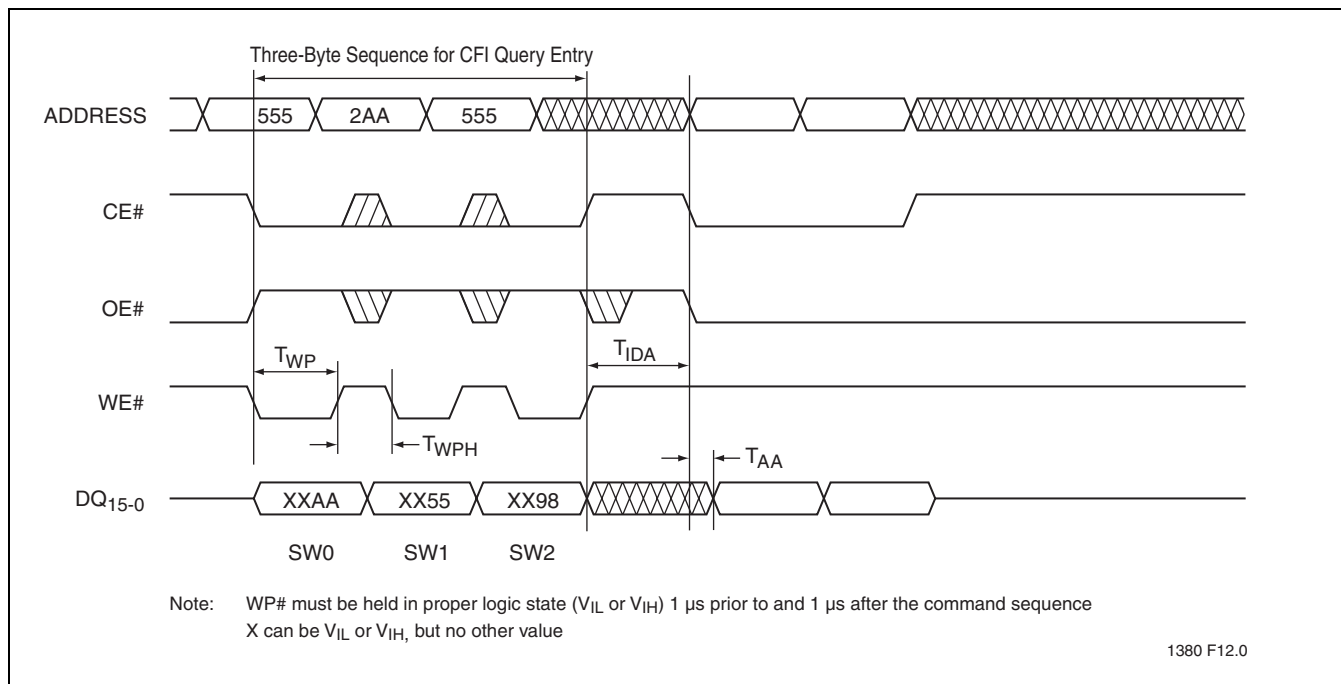 Three-Byte Sequence for CFI Query Entry
ADDRESS 555 2AA 555
CE#
OE#
TWP TIDA
WE#
TWPH TAA
DQ15-0 XXAA XX55 XX98
SW0 SW1 SW2
Note: WP# must be held in proper logic state (VIL or VIH) 1 µs prior to and 1 µs after the command sequence
X can be VIL or VIH, but no other value
1380 F12.0